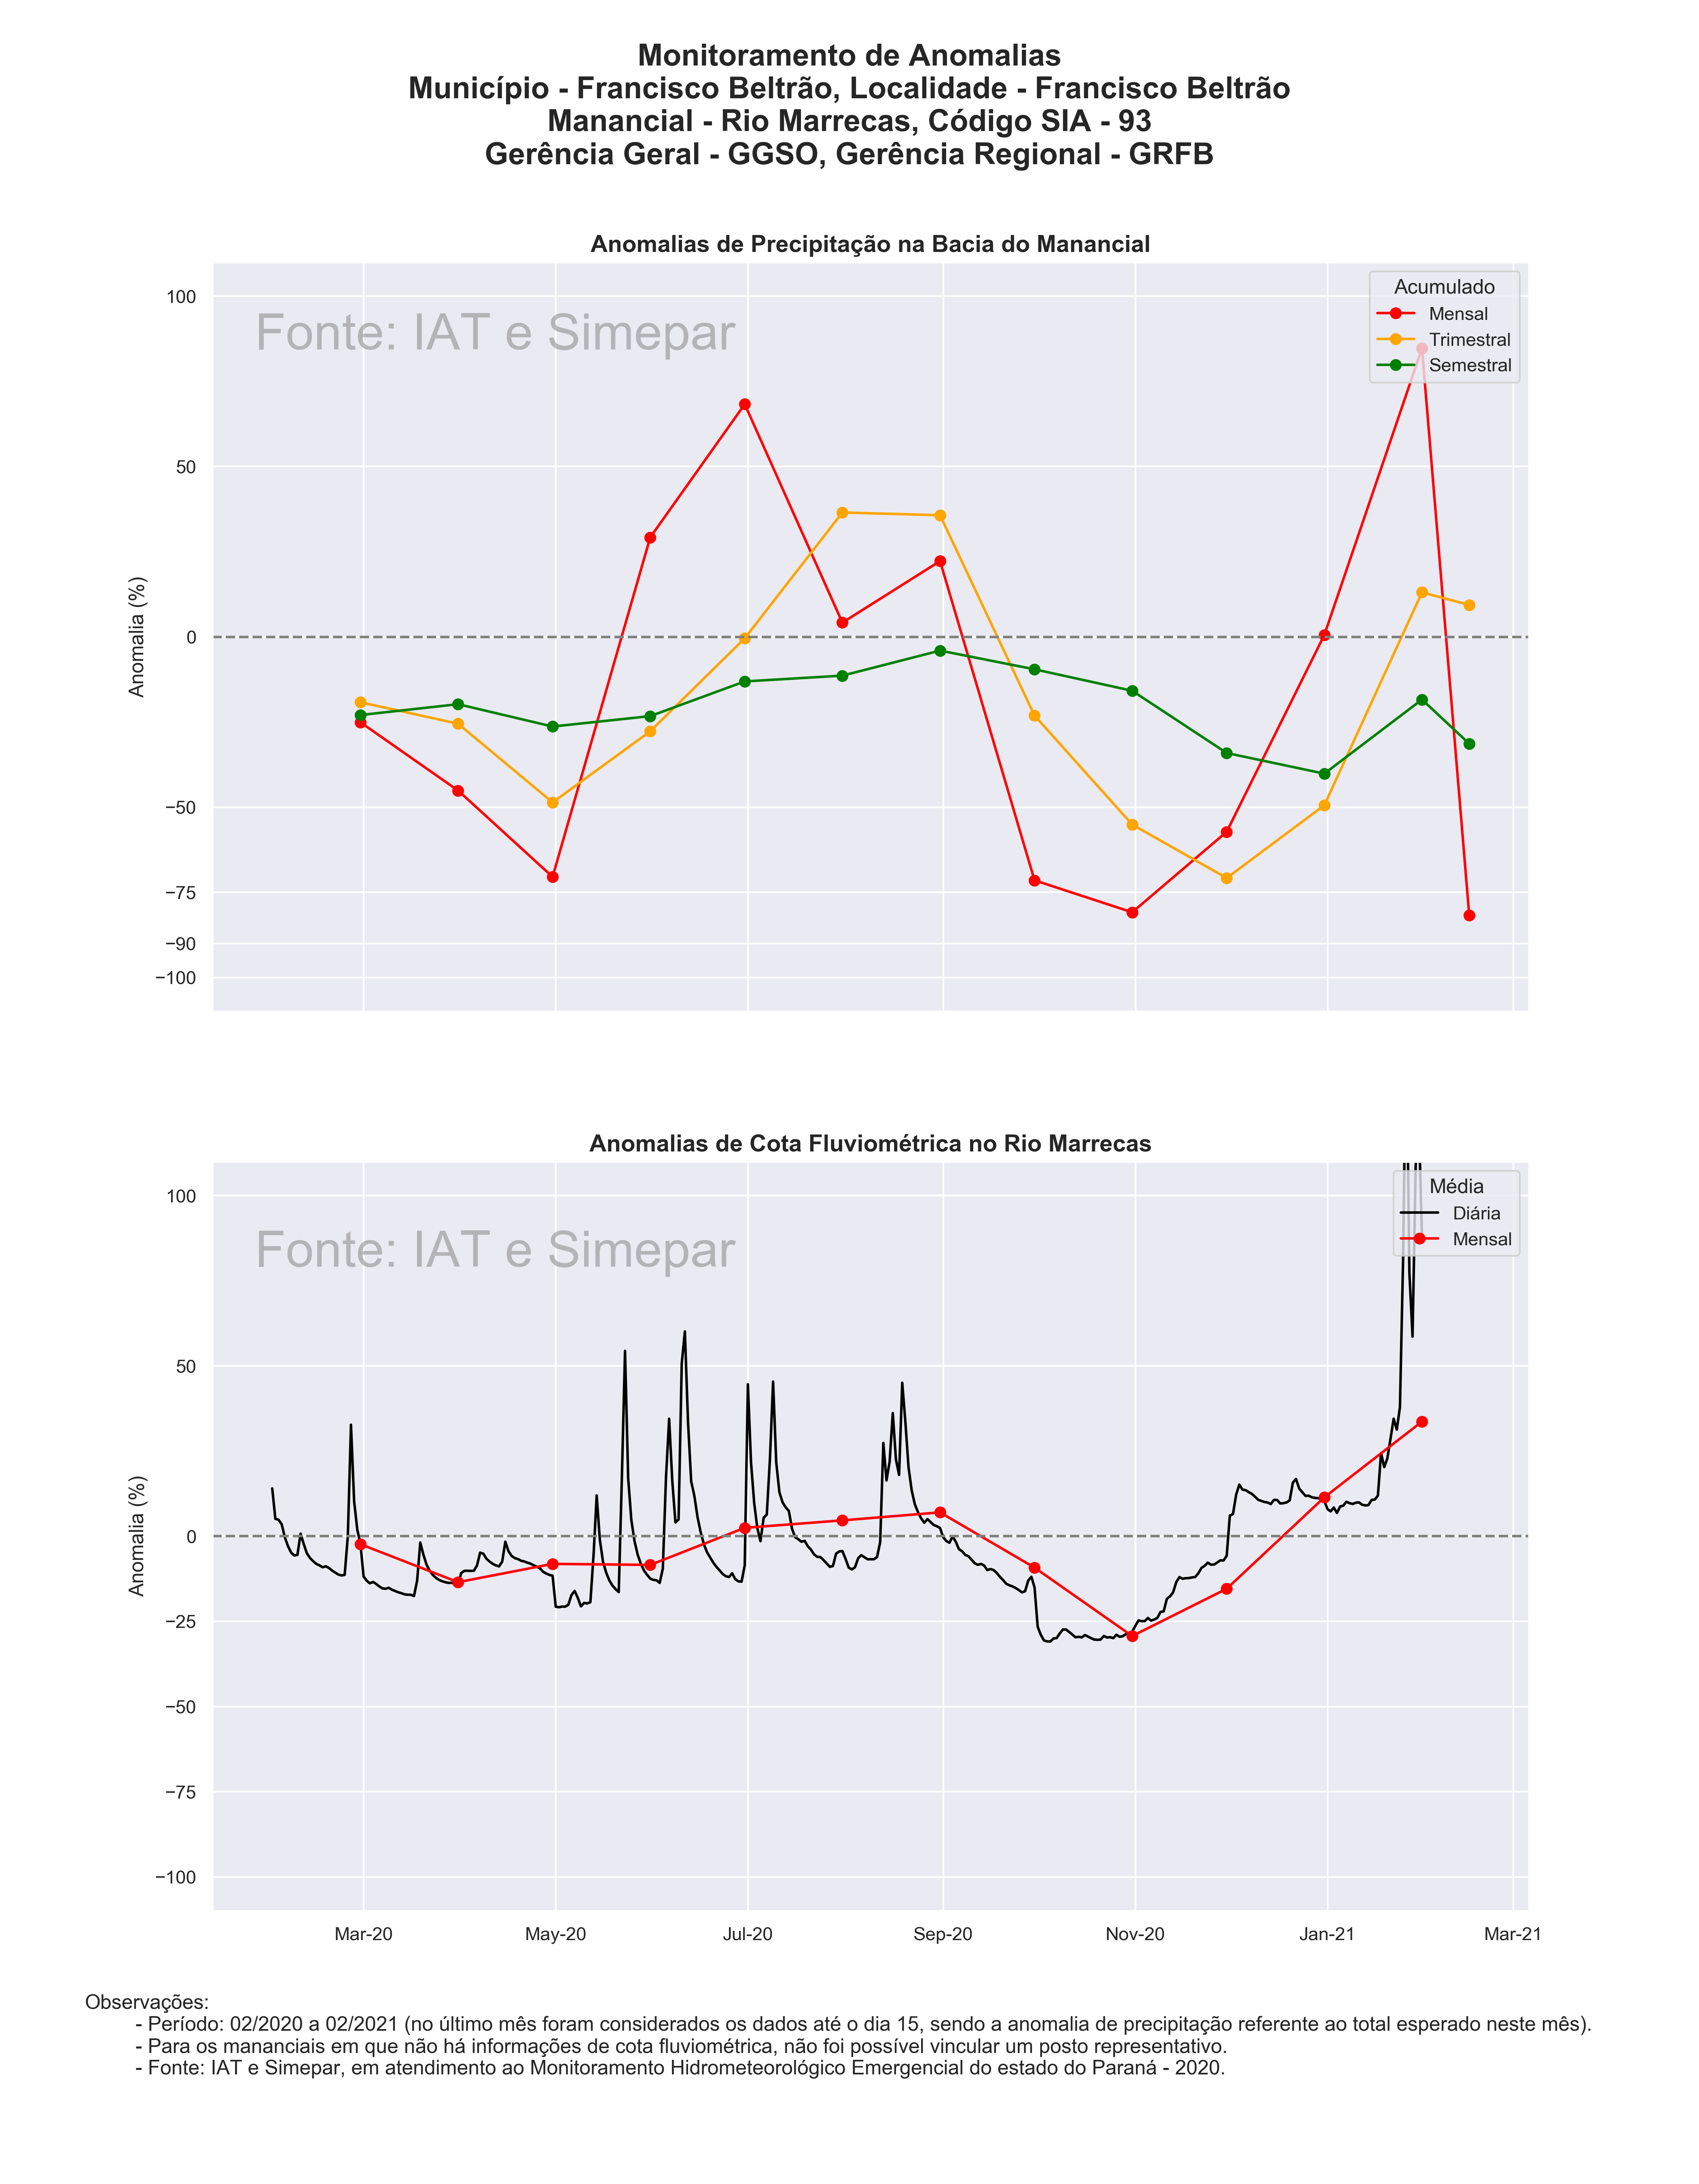 Monitoramento de Anomalias
Município - Francisco Beltrão, Localidade - Francisco Beltrão
Manancial - Rio Marrecas, Código SIA - 93
Gerência Geral - GGSO, Gerência Regional - GRFB
Anomalias de Precipitação na Bacia do Manancial
Fonte: IAT e Simepar
Acumulado
Mensal
Trimestral
Semestral
Anomalia (%)
100
50
0
−50
−75
−90
−100
Anomalias de Cota Fluviométrica no Rio Marrecas
Fonte: IAT e Simepar
Média
Diária
Mensal
Anomalia (%)
100
50
0
−25
−50
−75
−100
Mar-20 May-20 Jul-20 Sep-20 Nov-20 Jan-21 Mar-21
Observações:
- Período: 02/2020 a 02/2021 (no último mês foram considerados os dados até o dia 15, sendo a anomalia de precipitação referente ao total esperado neste mês).
- Para os mananciais em que não há informações de cota fluviométrica, não foi possível vincular um posto representativo.
- Fonte: IAT e Simepar, em atendimento ao Monitoramento Hidrometeorológico Emergencial do estado do Paraná - 2020.